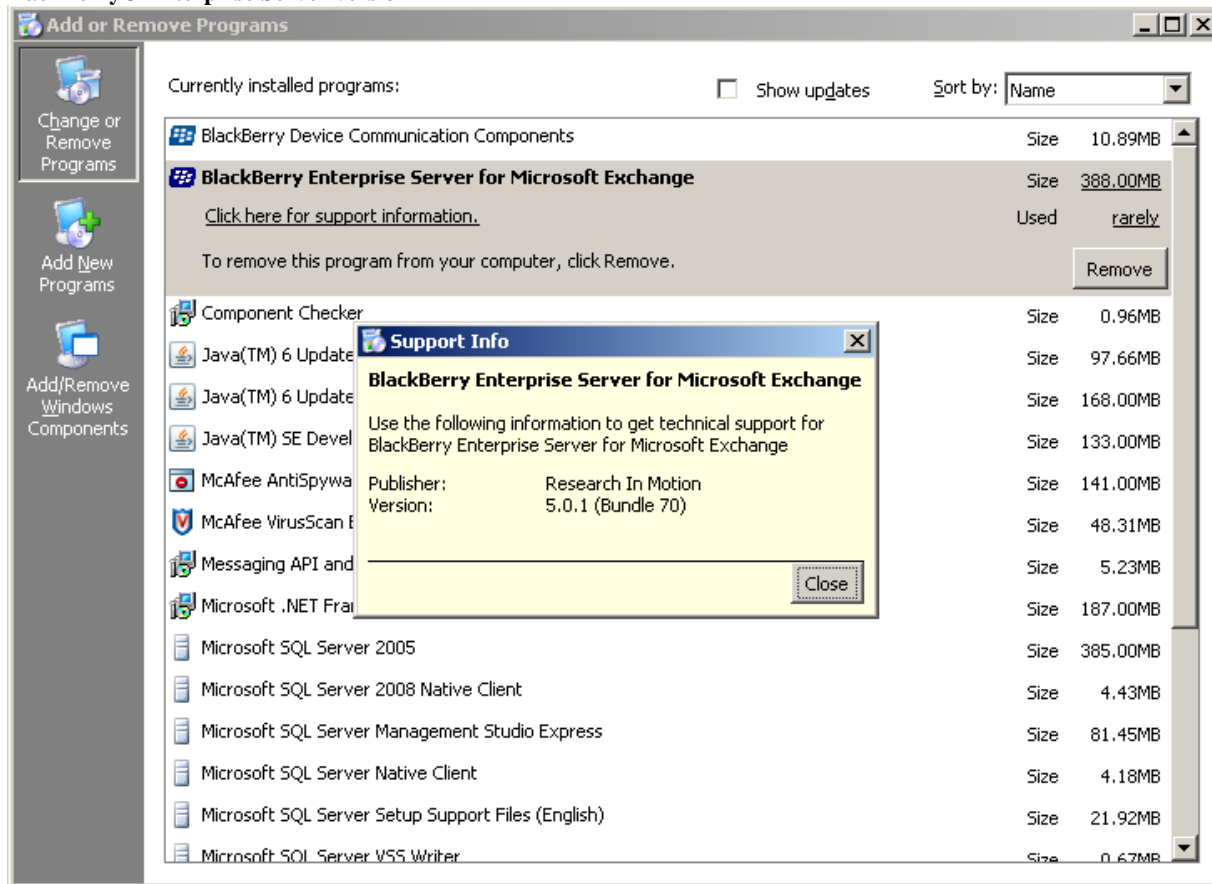 Add or Remove Programs
Change or
Remove
Programs
Add New
Programs
Add/Remove
Windows
Components
Currently installed programs:
Show updates
Sort by: Name
BlackBerry Device Communication Components Size 10.89MB
BlackBerry Enterprise Server for Microsoft Exchange Size 388.00MB
Click here for support information. Used rarely
To remove this program from your computer, click Remove. Remove
Component Checker Size 0.96MB
Java(TM) 6 Update Size 97.66MB
Java(TM) 6 Update Size 168.00MB
Java(TM) SE Devel Size 133.00MB
McAfee AntiSpywa Size 141.00MB
McAfee VirusScan E Size 48.31MB
Messaging API and Size 5.23MB
Microsoft .NET Fra Size 187.00MB
Microsoft SQL Server 2005 Size 385.00MB
Microsoft SQL Server 2008 Native Client Size 4.43MB
Microsoft SQL Server Management Studio Express Size 81.45MB
Microsoft SQL Server Native Client Size 4.18MB
Microsoft SQL Server Setup Support Files (English) Size 21.92MB
Microsoft SQL Server VSS Writer Size 0.67MB
Support Info
BlackBerry Enterprise Server for Microsoft Exchange
Use the following information to get technical support for
BlackBerry Enterprise Server for Microsoft Exchange
Publisher: Research In Motion
Version: 5.0.1 (Bundle 70)
Close